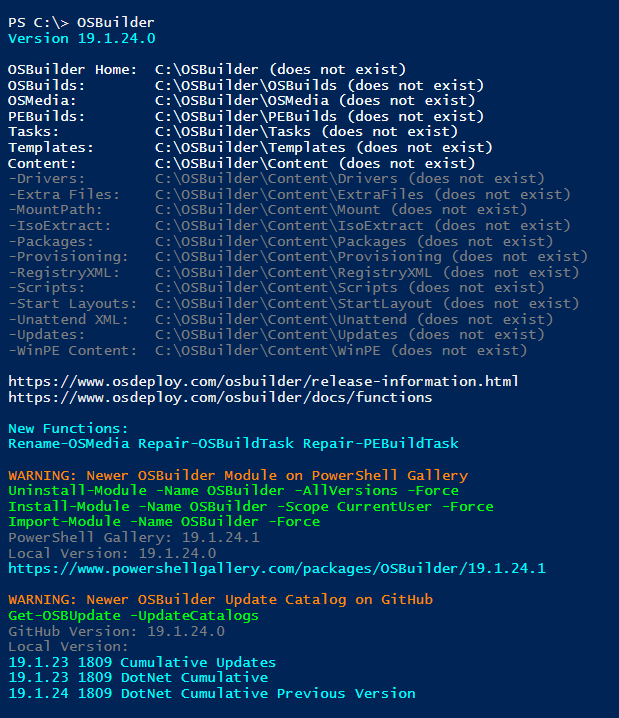 PS C:\> OSBuilder
Version 19.1.24.0
OSBuilder Home:  C:\OSBuilder (does not exist)
OSBuilds:        C:\OSBuilder\OSBuilds (does not exist)
OSMedia:         C:\OSBuilder\OSMedia (does not exist)
PEBuilds:        C:\OSBuilder\PEBuilds (does not exist)
Tasks:           C:\OSBuilder\Tasks (does not exist)
Templates:       C:\OSBuilder\Templates (does not exist)
Content:         C:\OSBuilder\Content (does not exist)
-Drivers:        C:\OSBuilder\Content\Drivers (does not exist)
-Extra Files:    C:\OSBuilder\Content\ExtraFiles (does not exist)
-MountPath:      C:\OSBuilder\Content\Mount (does not exist)
-IsoExtract:     C:\OSBuilder\Content\IsoExtract (does not exist)
-Packages:       C:\OSBuilder\Content\Packages (does not exist)
-Provisioning:   C:\OSBuilder\Content\Provisioning (does not exist)
-RegistryXML:    C:\OSBuilder\Content\RegistryXML (does not exist)
-Scripts:        C:\OSBuilder\Content\Scripts (does not exist)
-Start Layouts:  C:\OSBuilder\Content\StartLayout (does not exist)
-Unattend XML:   C:\OSBuilder\Content\Unattend (does not exist)
-Updates:        C:\OSBuilder\Content\Updates (does not exist)
-WinPE Content:  C:\OSBuilder\Content\WinPE (does not exist)
https://www.osdeploy.com/osbuilder/release-information.html
https://www.osdeploy.com/osbuilder/docs/functions
New Functions:
Rename-OSMedia Repair-OSBuildTask Repair-PEBuildTask
WARNING: Newer OSBuilder Module on PowerShell Gallery
Uninstall-Module -Name OSBuilder -AllVersions -Force
Install-Module -Name OSBuilder -Scope CurrentUser -Force
Import-Module -Name OSBuilder -Force
PowerShell Gallery: 19.1.24.1
Local Version: 19.1.24.0
https://www.powershellgallery.com/packages/OSBuilder/19.1.24.1
WARNING: Newer OSBuilder Update Catalog on GitHub
Get-OSBUpdate -UpdateCatalogs
GitHub Version: 19.1.24.0
Local Version:
19.1.23 1809 Cumulative Updates
19.1.23 1809 DotNet Cumulative
19.1.24 1809 DotNet Cumulative Previous Version